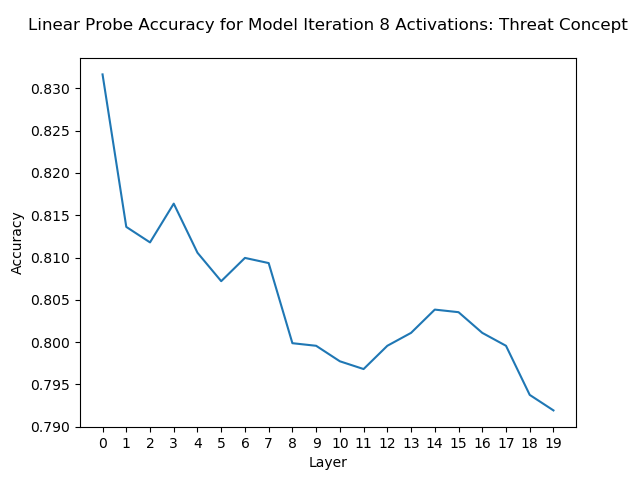 Linear Probe Accuracy for Model Iteration 8 Activations: Threat Concept
0.830
0.825
0.820
0.815
0.810
0.805
0.800
0.795
0.790
Accuracy
0 1 2 3 4 5 6 7 8 9 10 11 12 13 14 15 16 17 18 19
Layer